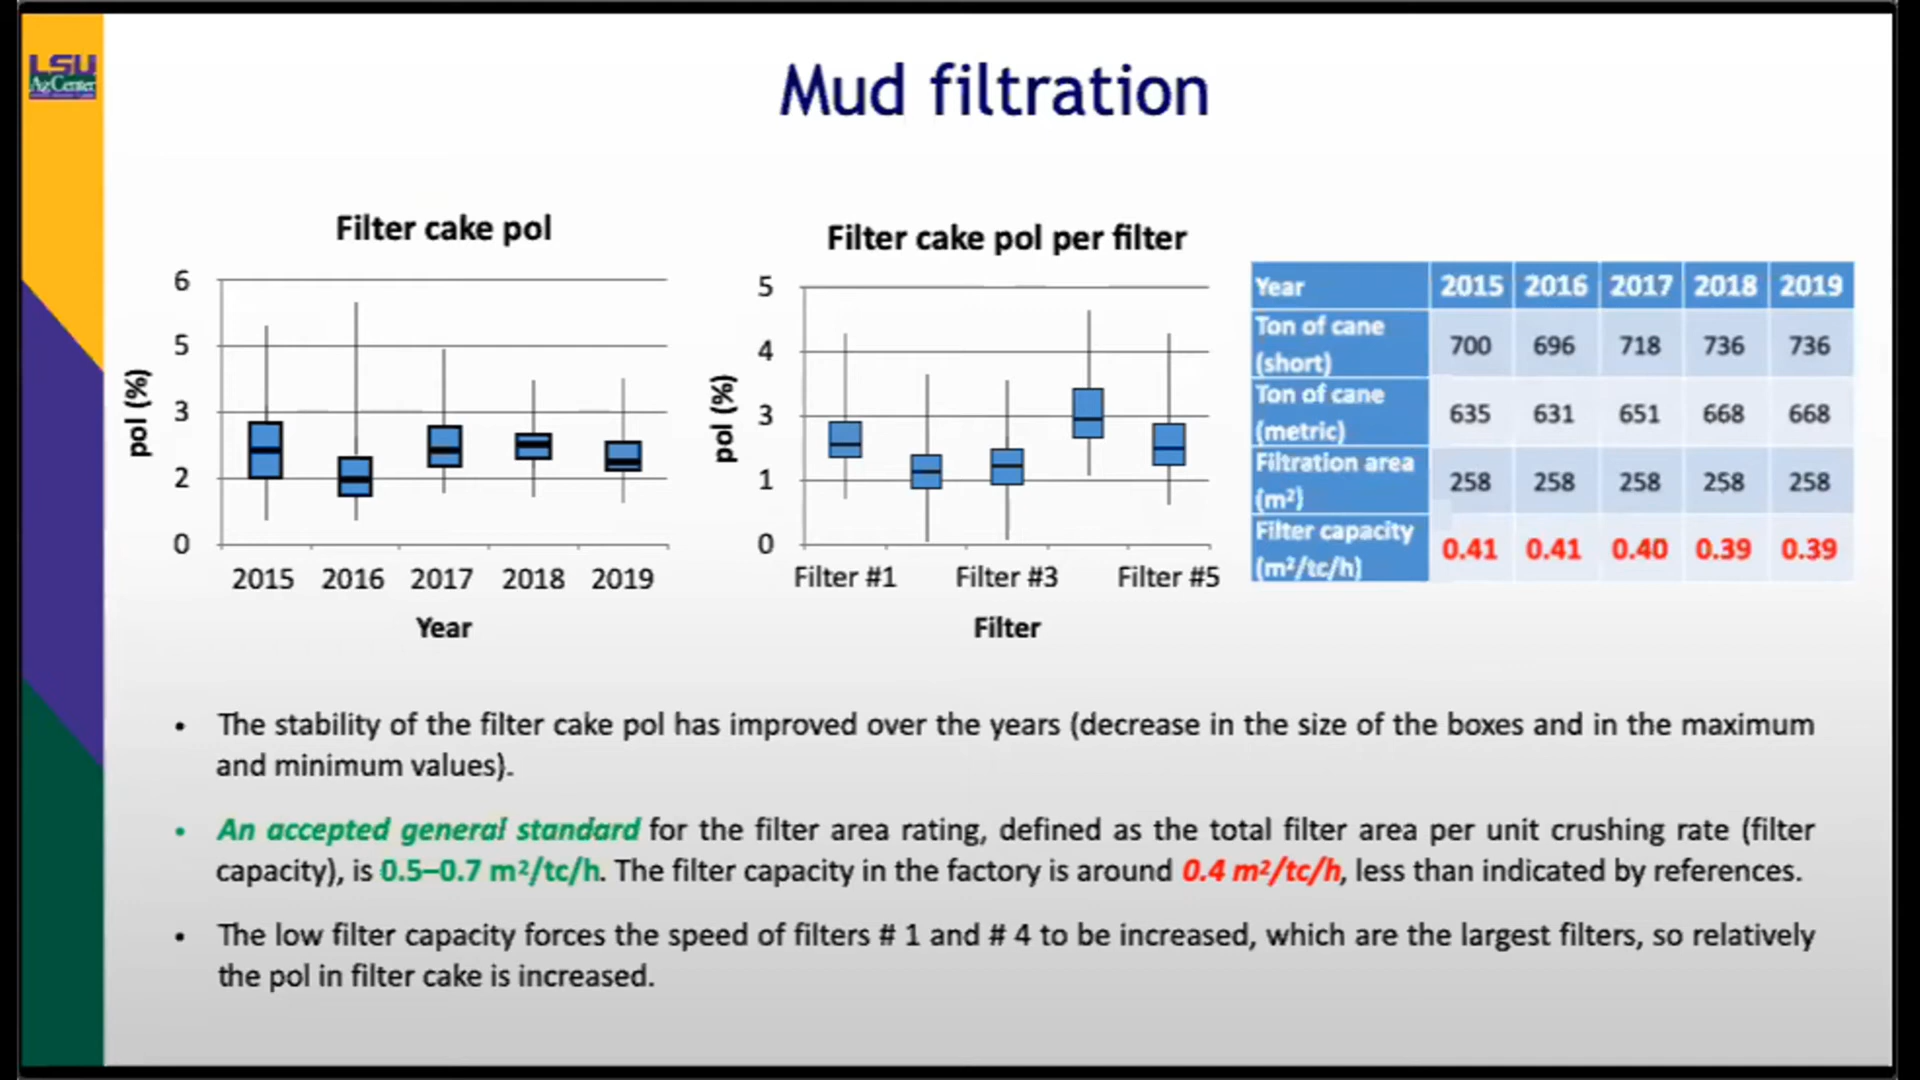 LSU
AgCenter
Mud filtration
Filter cake pol
6
5
3
2
0
pol (%)
2015 2016 2017 2018 2019
Year
Filter cake pol per filter
5
4
3
1
0
pol (%)
Filter #1 Filter #3 Filter #5
Filter
Year 2015 2016 2017 2018 2019
Ton of cane
(short) 700 696 718 736 736
Ton of cane
(metric) 635 631 651 668 668
Filtration area
(m²) 258 258 258 258 258
Filter capacity
(m²/tc/h) 0.41 0.41 0.40 0.39 0.39
• The stability of the filter cake pol has improved over the years (decrease in the size of the boxes and in the maximum
and minimum values).
• An accepted general standard for the filter area rating, defined as the total filter area per unit crushing rate (filter
capacity), is 0.5–0.7 m²/tc/h. The filter capacity in the factory is around 0.4 m²/tc/h, less than indicated by references.
• The low filter capacity forces the speed of filters # 1 and # 4 to be increased, which are the largest filters, so relatively
the pol in filter cake is increased.